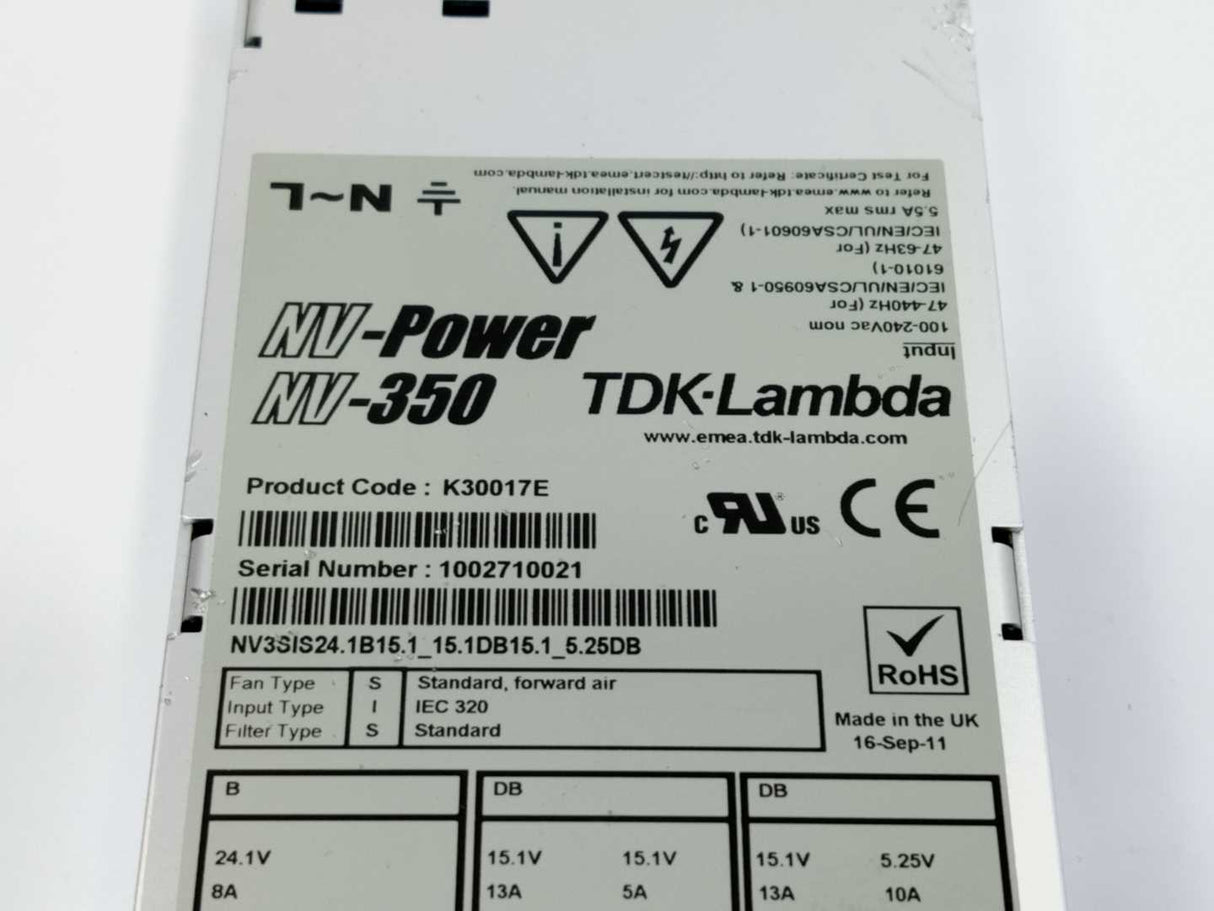 For Test Certificate: Refer to http://testcert.emea.tdk-lambda.com
Refer to www.emea.tdk-lambda.com for installation manual.
5.5A rms max
IEC/EN/UL/CSA60601-1)
47-63Hz (For
61010-1)
IEC/EN/UL/CSA60950-1 &
47-440Hz (For
100-240Vac nom
Input
L~N
NV-Power
NV-350
TDK·Lambda
www.emea.tdk-lambda.com
Product Code : K30017E
c RU US CE
Serial Number : 1002710021
NV3SIS24.1B15.1_15.1DB15.1_5.25DB
RoHS
Fan Type S Standard, forward air
Input Type I IEC 320
Filter Type S Standard
Made in the UK
16-Sep-11
B DB DB
24.1V 15.1V 15.1V 15.1V 5.25V
8A 13A 5A 13A 10A